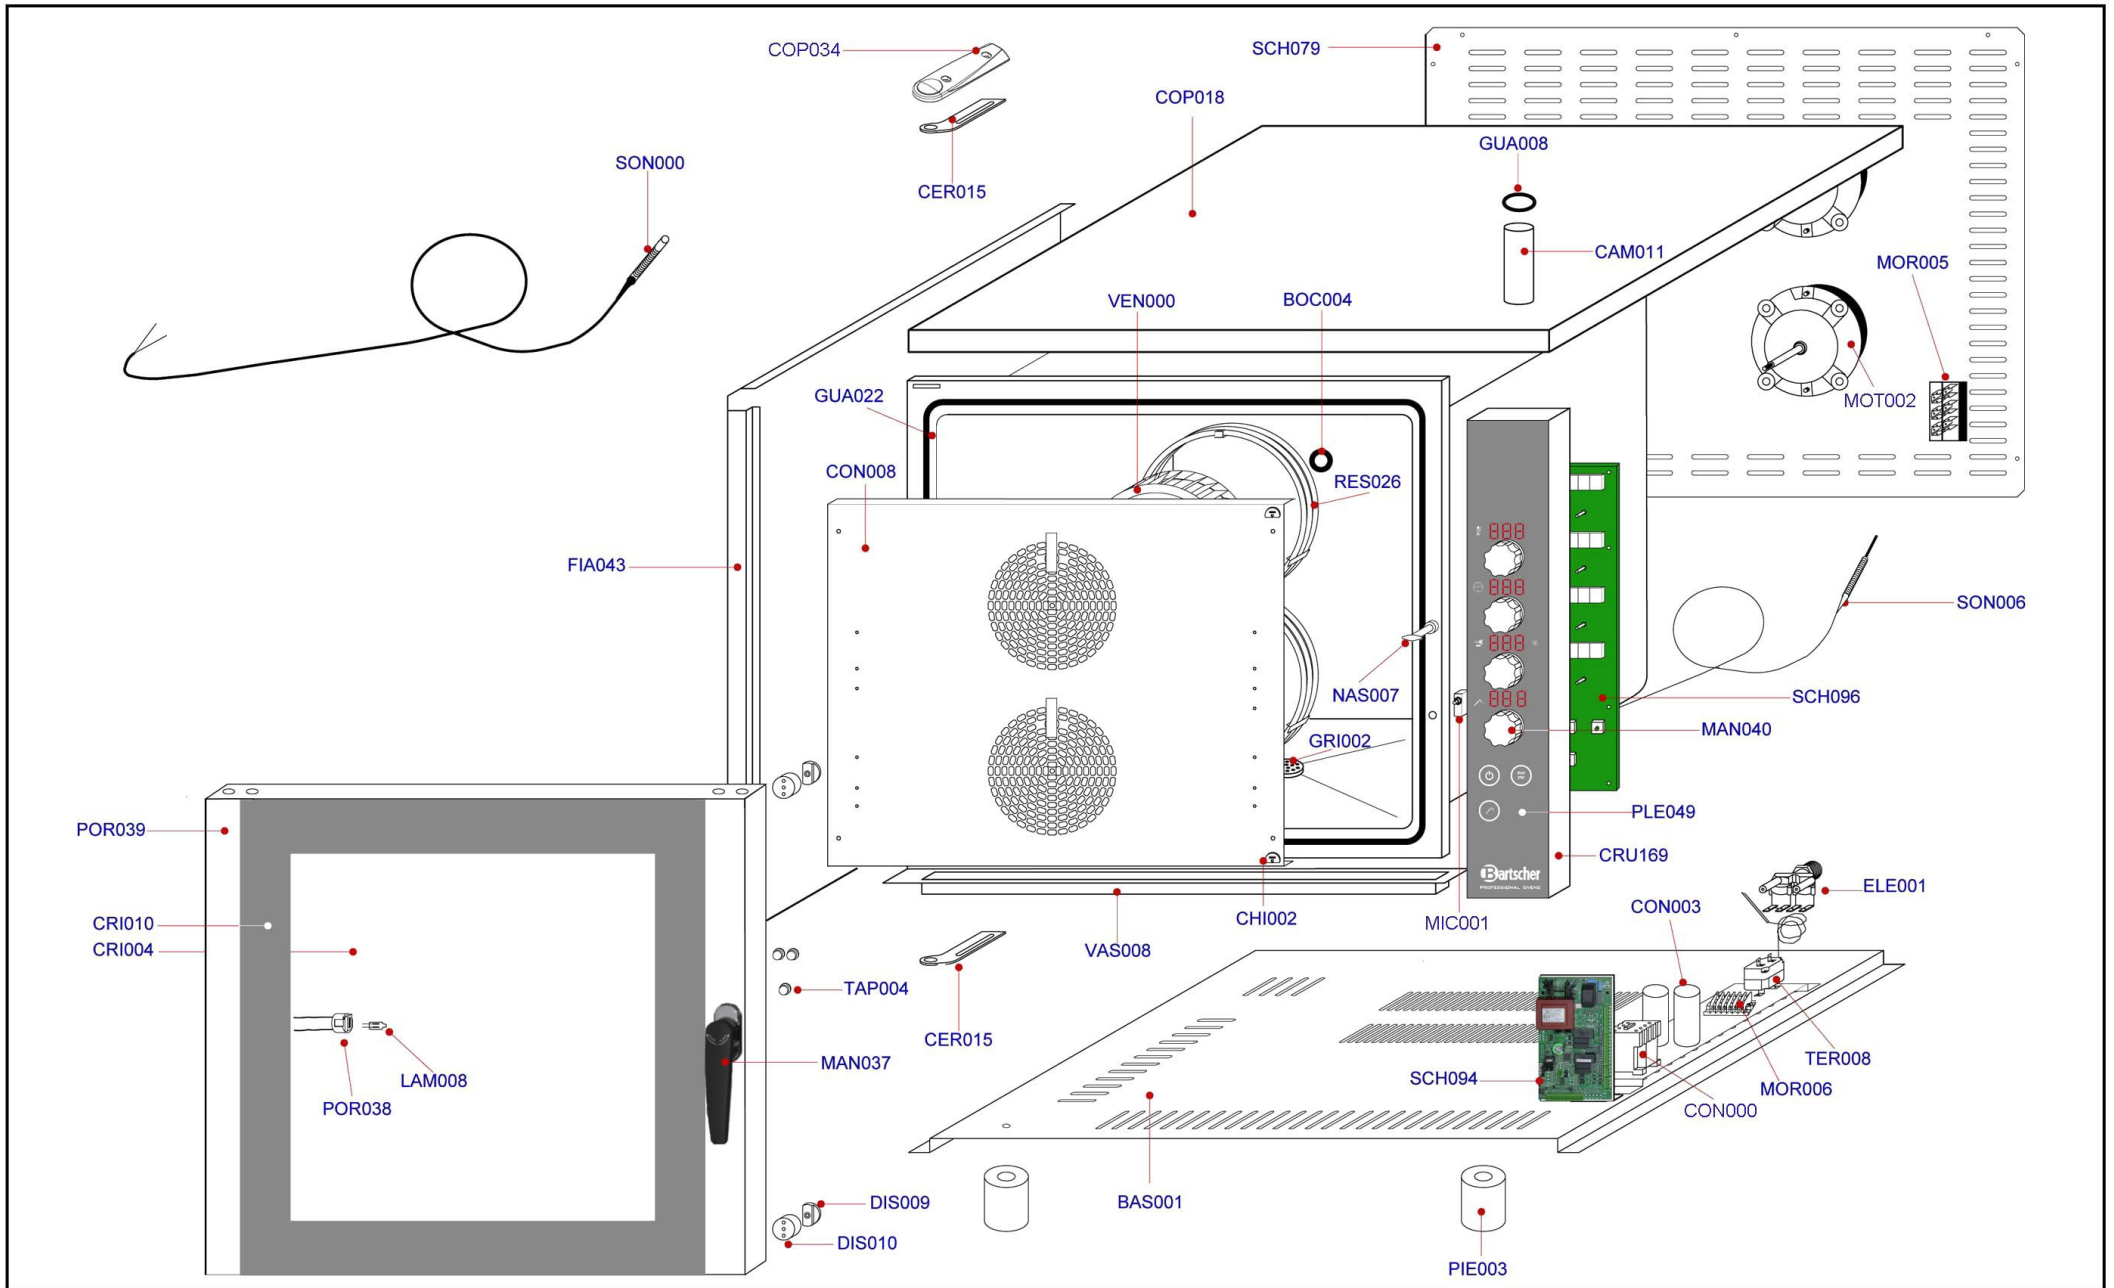 COP034
SCH079
COP018
GUA008
SON000
CER015
CAM011
MOR005
VEN000
BOC004
GUA022
MOT002
CON008
RES026
FIA043
SON006
NAS007
SCH096
MAN040
GRI002
PLE049
POR039
CRU169
Bartscher
PROFESSIONAL OVENS
ELE001
CON003
CHI002
MIC001
CRI010
CRI004
VAS008
TAP004
CER015
MAN037
TER008
LAM008
SCH094
MOR006
POR038
CON000
DIS009
BAS001
DIS010
PIE003